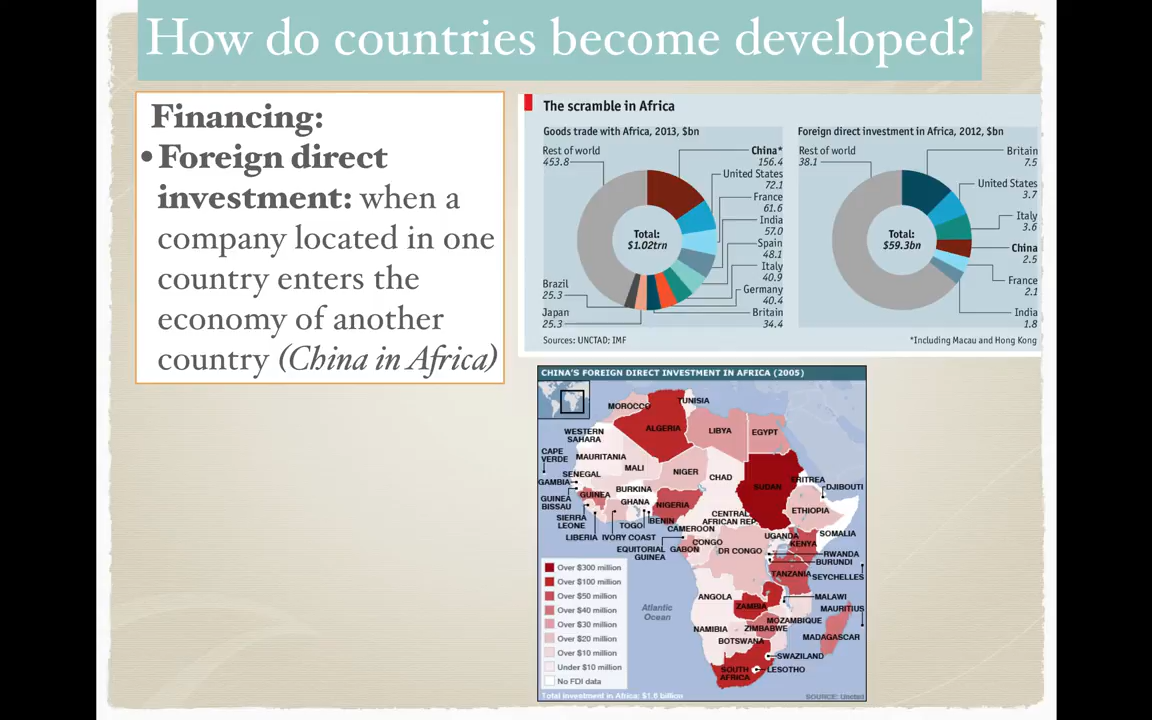 How do countries become developed?
Financing:
•Foreign direct
investment: when a
company located in one
country enters the
economy of another
country (China in Africa)
The scramble in Africa
Goods trade with Africa, 2013, $bn
Rest of world
453.8
China*
156.4
United States
72.1
France
61.6
India
57.0
Spain
48.1
Italy
40.9
Germany
40.4
Britain
34.4
Brazil
25.3
Japan
25.3
Total:
$1.02trn
Foreign direct investment in Africa, 2012, $bn
Rest of world
38.1
Britain
7.5
United States
3.7
Italy
3.6
China
2.5
France
2.1
India
1.8
Total:
$59.3bn
Sources: UNCTAD; IMF
*Including Macau and Hong Kong
CHINA'S FOREIGN DIRECT INVESTMENT IN AFRICA (2005)
MOROCCO
TUNISIA
ALGERIA
LIBYA
EGYPT
WESTERN
SAHARA
CAPE
VERDE
MAURITANIA
MALI
NIGER
CHAD
SUDAN
ERITREA
DJIBOUTI
SENEGAL
GAMBIA
GUINEA
BISSAU
GUINEA
BURKINA
GHANA
NIGERIA
ETHIOPIA
SIERRA
LEONE
LIBERIA
IVORY COAST
TOGO
BENIN
CENTRAL
AFRICAN REP.
CAMEROON
SOMALIA
EQUITORIAL
GUINEA
GABON
CONGO
DR CONGO
UGANDA
KENYA
RWANDA
BURUNDI
TANZANIA
SEYCHELLES
ANGOLA
ZAMBIA
MALAWI
MAURITIUS
MOZAMBIQUE
ZIMBABWE
MADAGASCAR
NAMIBIA
BOTSWANA
SWAZILAND
SOUTH
AFRICA
LESOTHO
Atlantic
Ocean
Over $300 million
Over $100 million
Over $50 million
Over $40 million
Over $30 million
Over $20 million
Over $10 million
Under $10 million
No FDI data
Total investment in Africa: $1.6 billion
SOURCE: Unctad